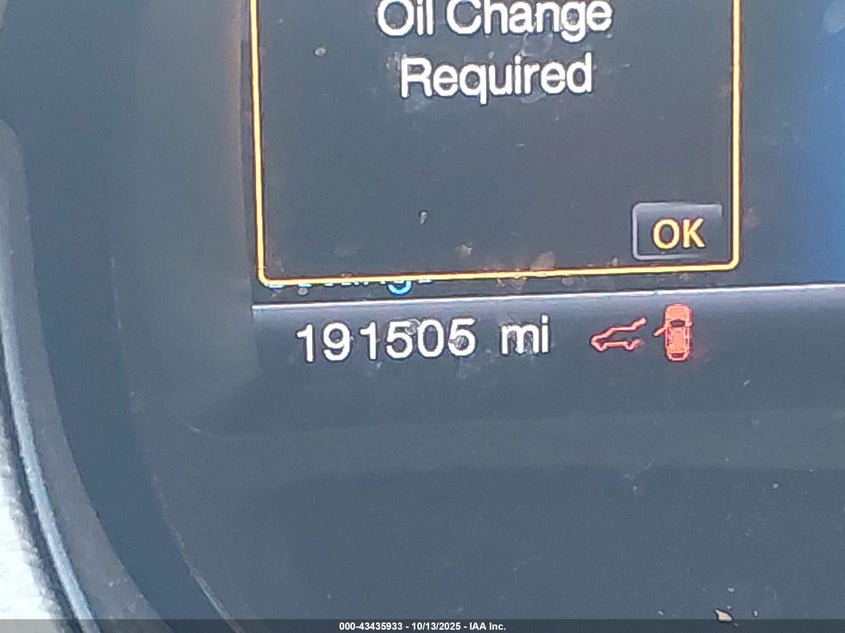 Oil Change
Required
OK
191505 mi
000-43435933 - 10/13/2025 - IAA Inc.